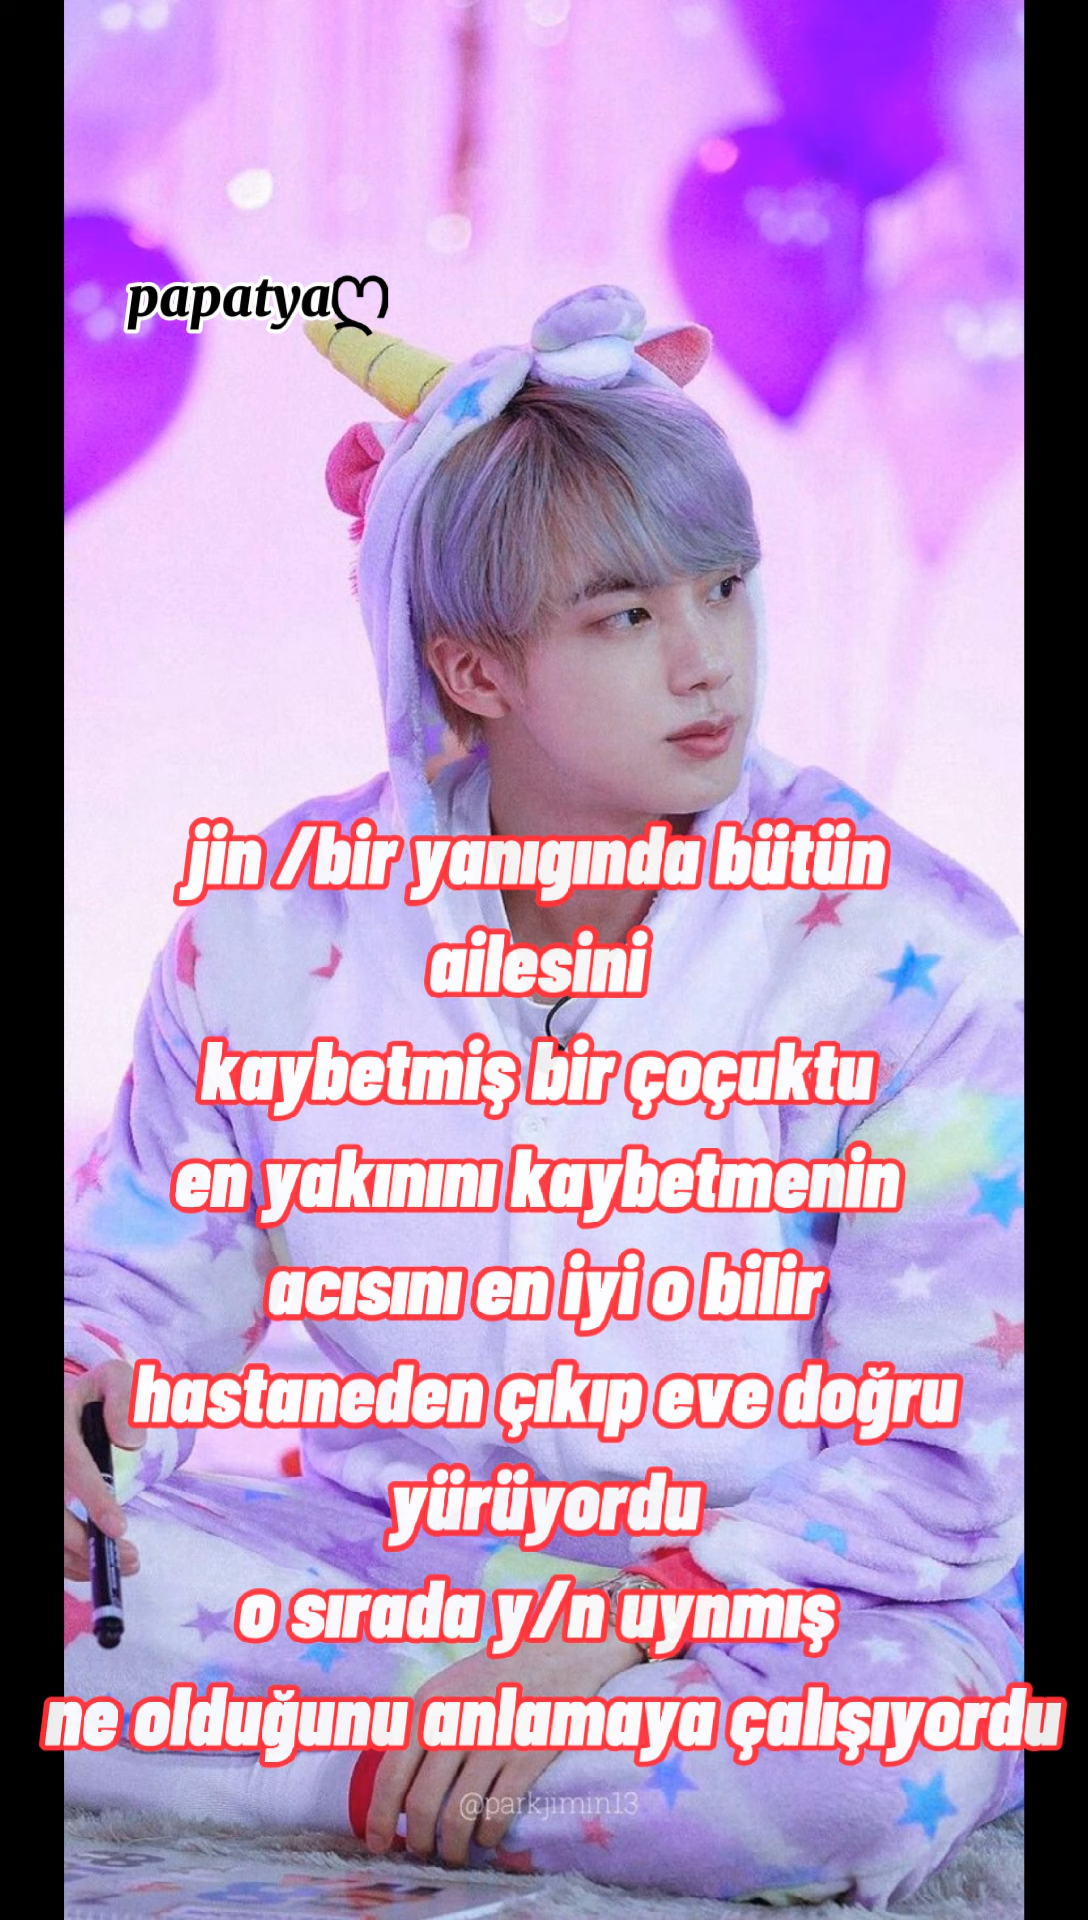 papatyaღ
jin /bir yanıgında bütün
ailesini
kaybetmiş bir çoçuktu
en yakınını kaybetmenin
acısını en iyi o bilir
hastaneden çıkıp eve doğru
yürüyordu
o sırada y/n uynmış
ne olduğunu anlamaya çalışıyordu
@parkjimin13